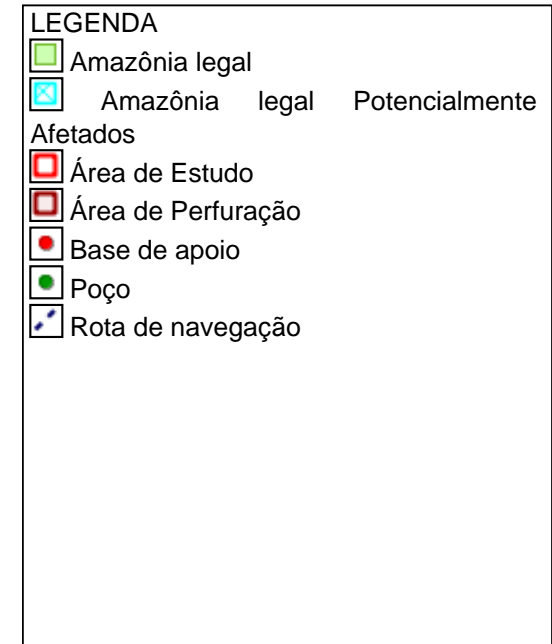 LEGENDA
Amazônia legal
Amazônia legal Potencialmente
Afetados
Área de Estudo
Área de Perfuração
Base de apoio
Poço
Rota de navegação